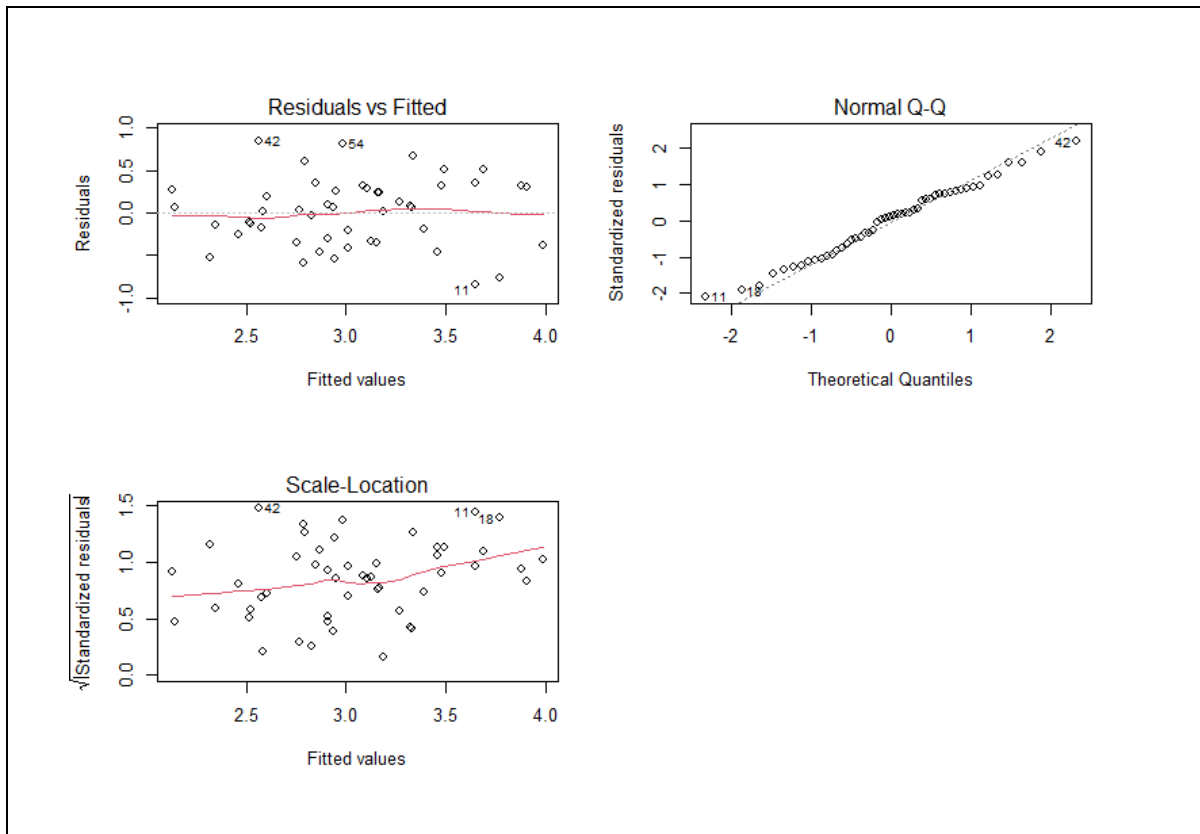 Residuals vs Fitted
Residuals
1.0
0.5
0.0
-1.0
42
54
11
2.5 3.0 3.5 4.0
Fitted values
Normal Q-Q
Standardized residuals
2
1
0
-1
-2
42
11
18
-2 -1 0 1 2
Theoretical Quantiles
Scale-Location
√|Standardized residuals|
1.5
1.0
0.5
0.0
42
11
18
2.5 3.0 3.5 4.0
Fitted values